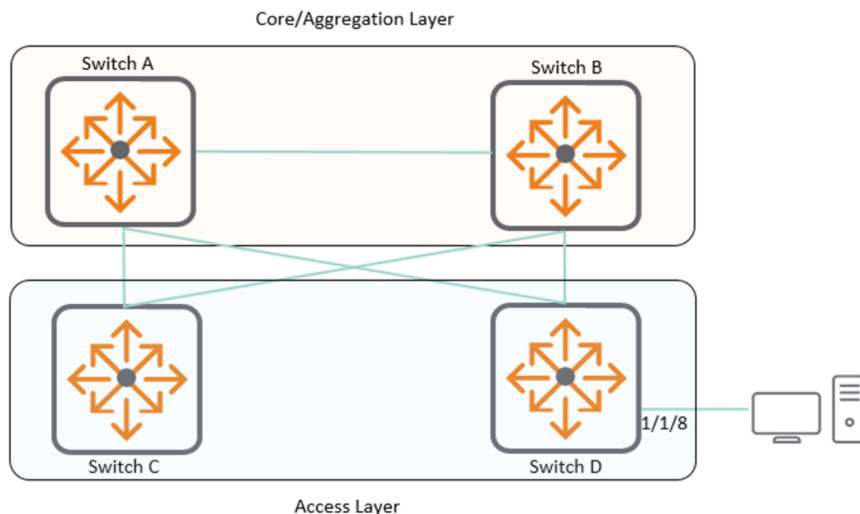 Core/Aggregation Layer
Switch A
Switch B
Switch C
Switch D
1/1/8
Access Layer